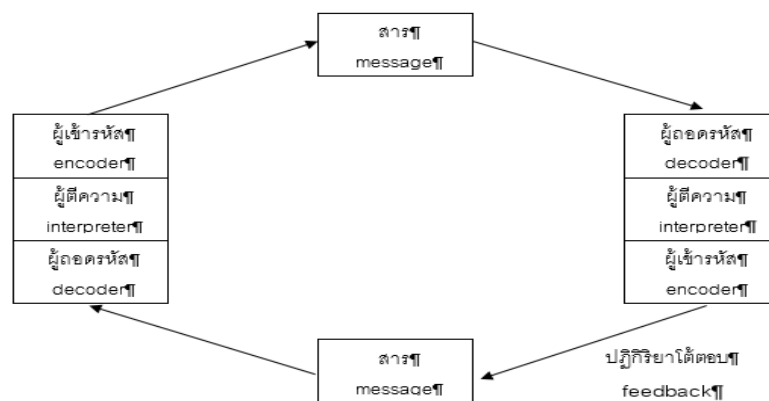 สาร¶
message¶
ผู้เข้ารหัส¶
encoder¶
ผู้ตีความ¶
interpreter¶
ผู้ถอดรหัส¶
decoder¶
ผู้ถอดรหัส¶
decoder¶
ผู้ตีความ¶
interpreter¶
ผู้เข้ารหัส¶
encoder¶
สาร¶
message¶
ปฏิกิริยาโต้ตอบ¶
feedback¶